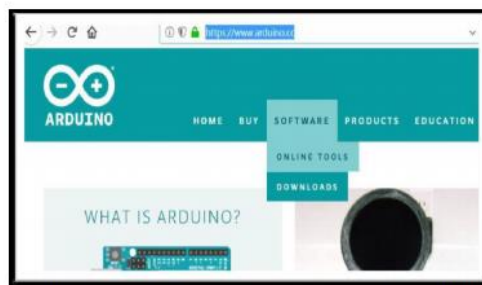 https://www.arduino.cc
ARDUINO
HOME BUY SOFTWARE PRODUCTS EDUCATION
ONLINE TOOLS
DOWNLOADS
WHAT IS ARDUINO?